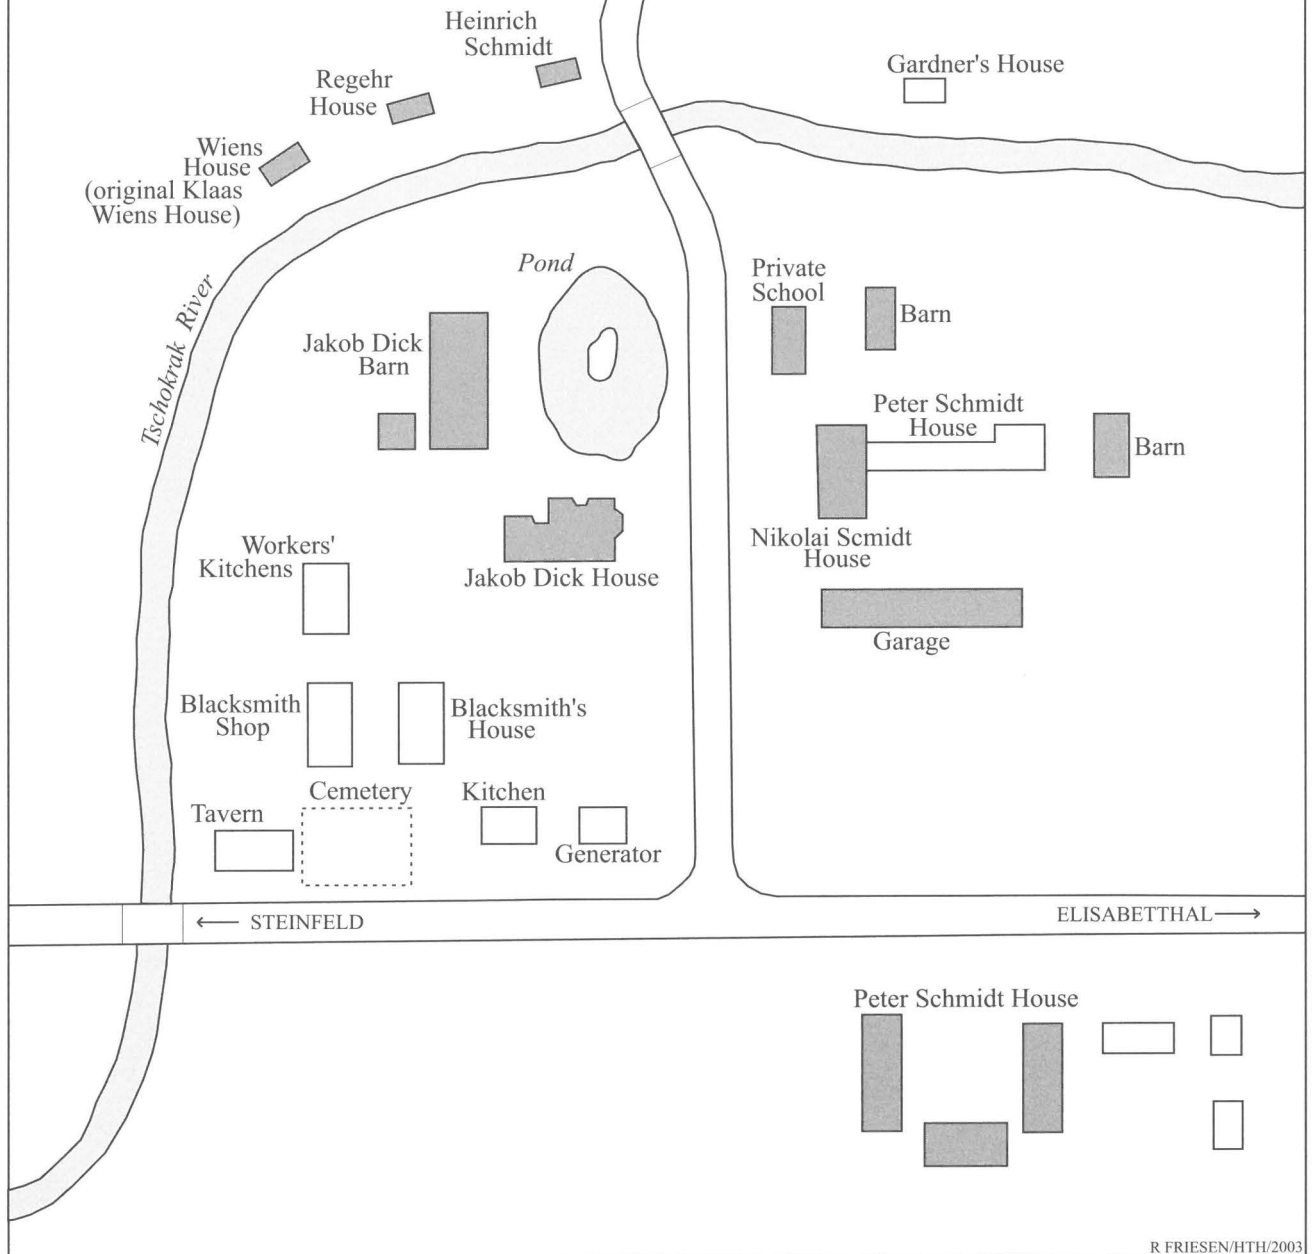 Heinrich
Schmidt
Gardner's House
Regehr
House
Wiens
House
(original Klaas
Wiens House)
Tschokrak River
Pond
Private
School
Barn
Jakob Dick
Barn
Peter Schmidt
House
Barn
Nikolai Scmidt
House
Workers'
Kitchens
Jakob Dick House
Garage
Blacksmith
Shop
Blacksmith's
House
Cemetery
Kitchen
Tavern
Generator
← STEINFELD
ELISABETTHAL →
Peter Schmidt House
R FRIESEN/HTH/2003